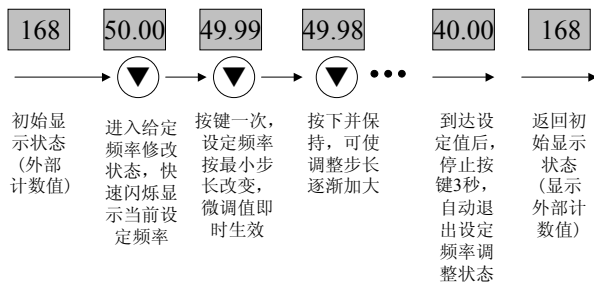 168
50.00
49.99
49.98
40.00
168
初始显
示状态
(外部
计数值)
进入给定
频率修改
状态，快
速闪烁显
示当前设
定频率
按键一次，
设定频率
按最小步
长改变，
微调值即
时生效
按下并保
持，可使
调整步长
逐渐加大
到达设
定值后，
停止按
键3秒，
自动退
出设定
频率调
整状态
返回初
始显示
状态
(显示
外部计
数值)